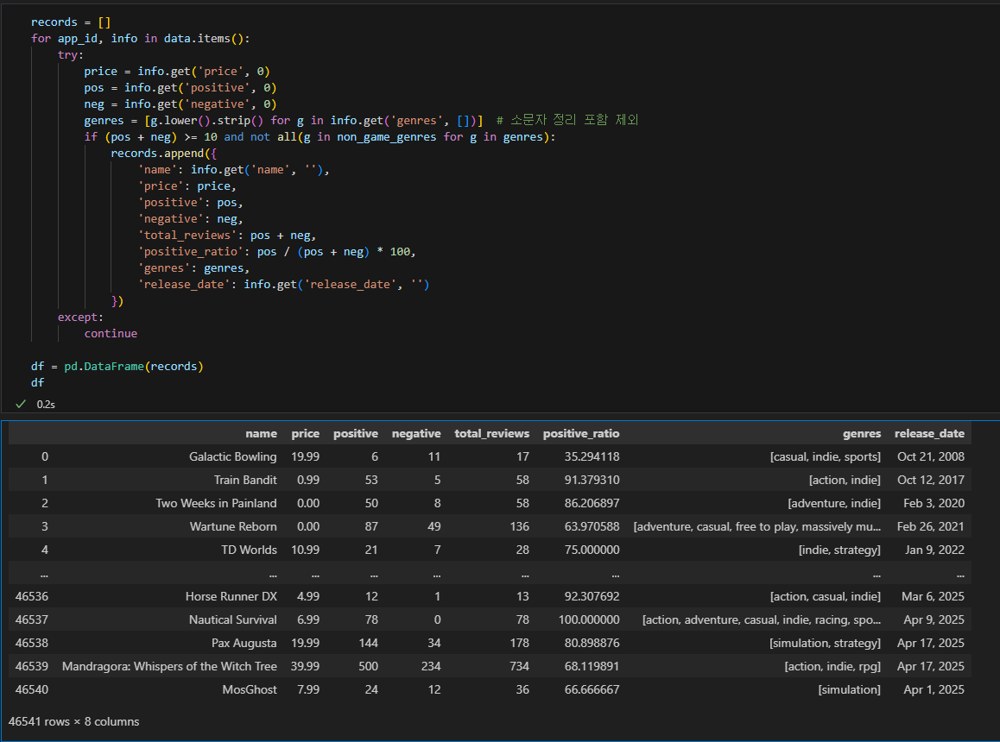 records = []
for app_id, info in data.items():
try:
price = info.get('price', 0)
pos = info.get('positive', 0)
neg = info.get('negative', 0)
genres = [g.lower().strip() for g in info.get('genres', [])]  # 소문자 정리 포함 제외
if (pos + neg) >= 10 and not all(g in non_game_genres for g in genres):
records.append({
'name': info.get('name', ''),
'price': price,
'positive': pos,
'negative': neg,
'total_reviews': pos + neg,
'positive_ratio': pos / (pos + neg) * 100,
'genres': genres,
'release_date': info.get('release_date', '')
})
except:
continue
df = pd.DataFrame(records)
df
0.2s
name price positive negative total_reviews positive_ratio genres release_date
0 Galactic Bowling 19.99 6 11 17 35.294118 [casual, indie, sports] Oct 21, 2008
1 Train Bandit 0.99 53 5 58 91.379310 [action, indie] Oct 12, 2017
2 Two Weeks in Painland 0.00 50 8 58 86.206897 [adventure, indie] Feb 3, 2020
3 Wartune Reborn 0.00 87 49 136 63.970588 [adventure, casual, free to play, massively mu... Feb 26, 2021
4 TD Worlds 10.99 21 7 28 75.000000 [indie, strategy] Jan 9, 2022
... ... ... ... ... ... ... ... ...
46536 Horse Runner DX 4.99 12 1 13 92.307692 [action, casual, indie] Mar 6, 2025
46537 Nautical Survival 6.99 78 0 78 100.000000 [action, adventure, casual, indie, racing, spo... Apr 9, 2025
46538 Pax Augusta 19.99 144 34 178 80.898876 [simulation, strategy] Apr 17, 2025
46539 Mandragora: Whispers of the Witch Tree 39.99 500 234 734 68.119891 [action, indie, rpg] Apr 17, 2025
46540 MosGhost 7.99 24 12 36 66.666667 [simulation] Apr 1, 2025
46541 rows × 8 columns